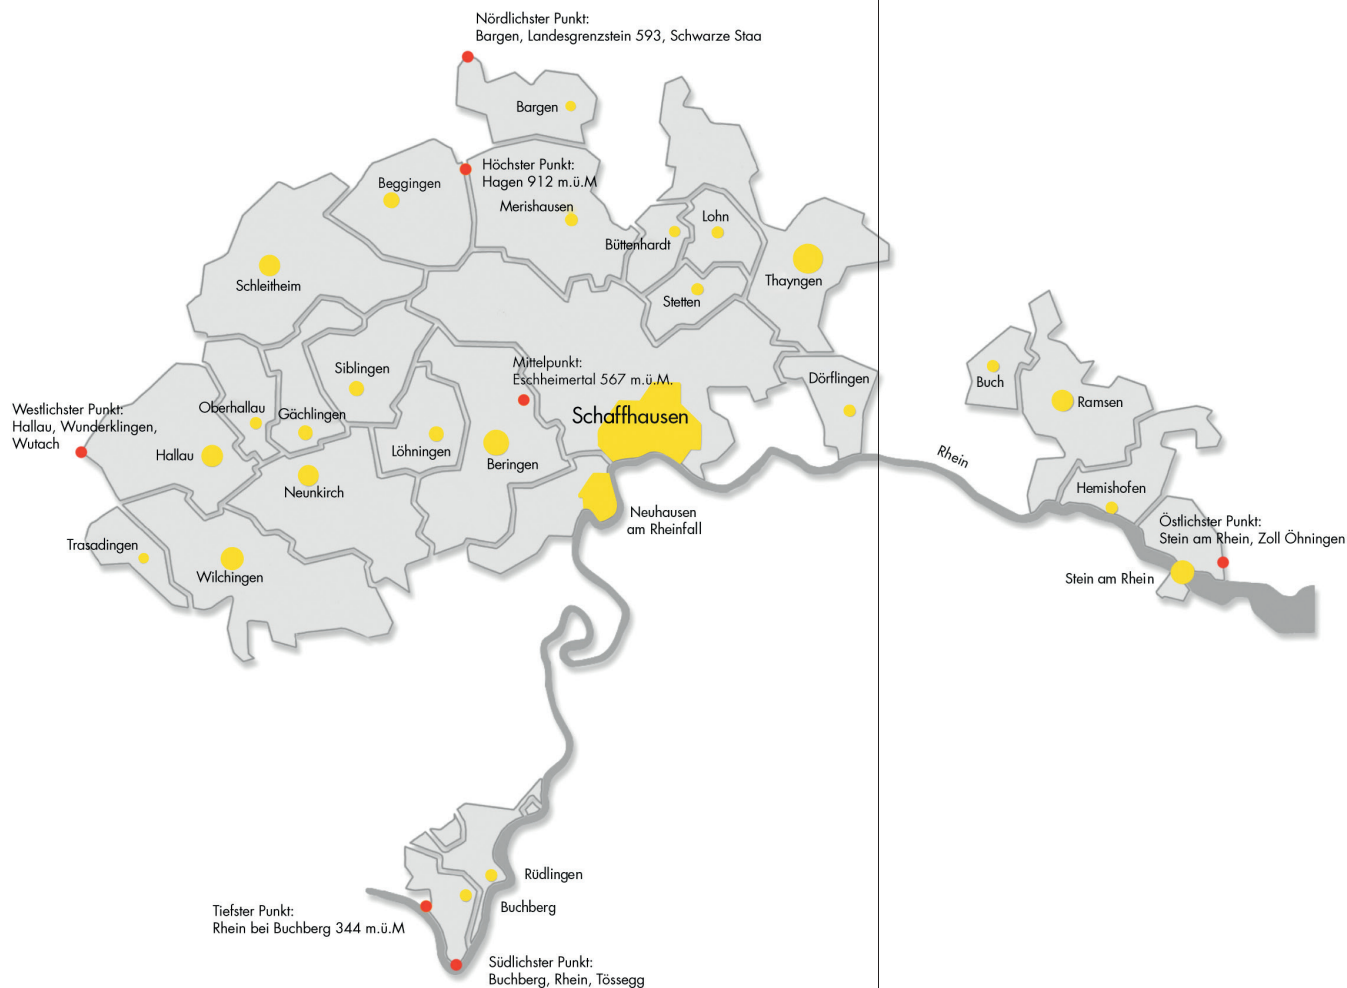 Nördlichster Punkt:
Bargen, Landesgrenzstein 593, Schwarze Staa
Bargen
Höchster Punkt:
Hagen 912 m.ü.M
Beggingen
Merishausen
Lohn
Büttenhardt
Schleitheim
Thayngen
Stetten
Siblingen
Mittelpunkt:
Eschheimertal 567 m.ü.M.
Dörflingen
Buch
Ramsen
Westlichster Punkt:
Hallau, Wunderklingen,
Wutach
Oberhallau
Gächlingen
Schaffhausen
Hallau
Löhningen
Beringen
Rhein
Neunkirch
Hemishofen
Neuhausen
am Rheinfall
Östlichster Punkt:
Stein am Rhein, Zoll Öhningen
Trasadingen
Wilchingen
Stein am Rhein
Rüdlingen
Buchberg
Tiefster Punkt:
Rhein bei Buchberg 344 m.ü.M
Südlichster Punkt:
Buchberg, Rhein, Tössegg